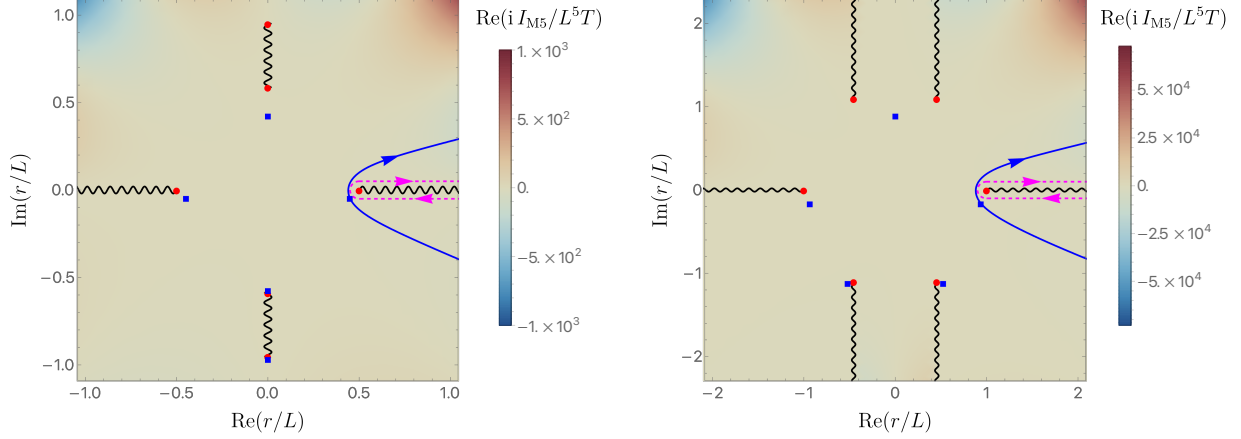 Re(i I_M5/L^5 T)
1.0
0.5
0.0
−0.5
−1.0
Im(r/L)
−1.0 −0.5 0.0 0.5 1.0
Re(r/L)
1.×10^3
5.×10^2
0.
−5.×10^2
−1.×10^3
Re(i I_M5/L^5 T)
2
1
0
−1
−2
Im(r/L)
−2 −1 0 1 2
Re(r/L)
5.×10^4
2.5×10^4
0.
−2.5×10^4
−5.×10^4